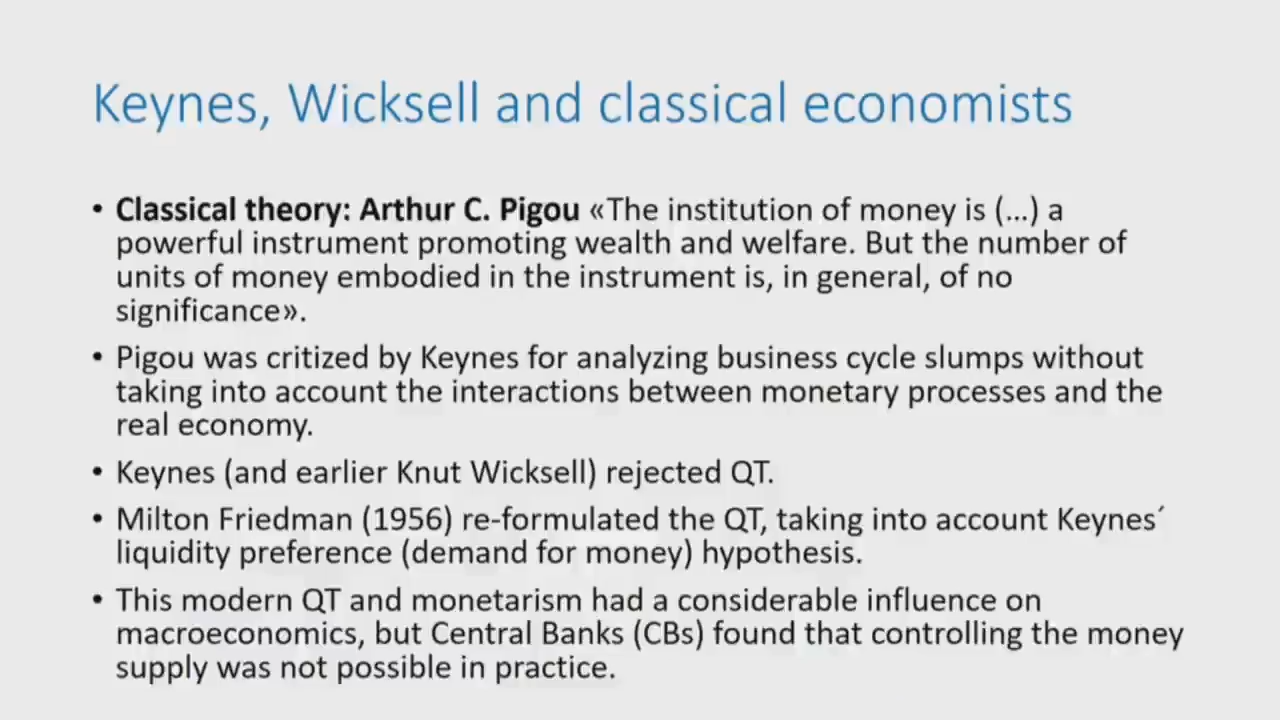 Keynes, Wicksell and classical economists
• Classical theory: Arthur C. Pigou «The institution of money is (...) a
powerful instrument promoting wealth and welfare. But the number of
units of money embodied in the instrument is, in general, of no
significance».
• Pigou was critized by Keynes for analyzing business cycle slumps without
taking into account the interactions between monetary processes and the
real economy.
• Keynes (and earlier Knut Wicksell) rejected QT.
• Milton Friedman (1956) re-formulated the QT, taking into account Keynes´
liquidity preference (demand for money) hypothesis.
• This modern QT and monetarism had a considerable influence on
macroeconomics, but Central Banks (CBs) found that controlling the money
supply was not possible in practice.